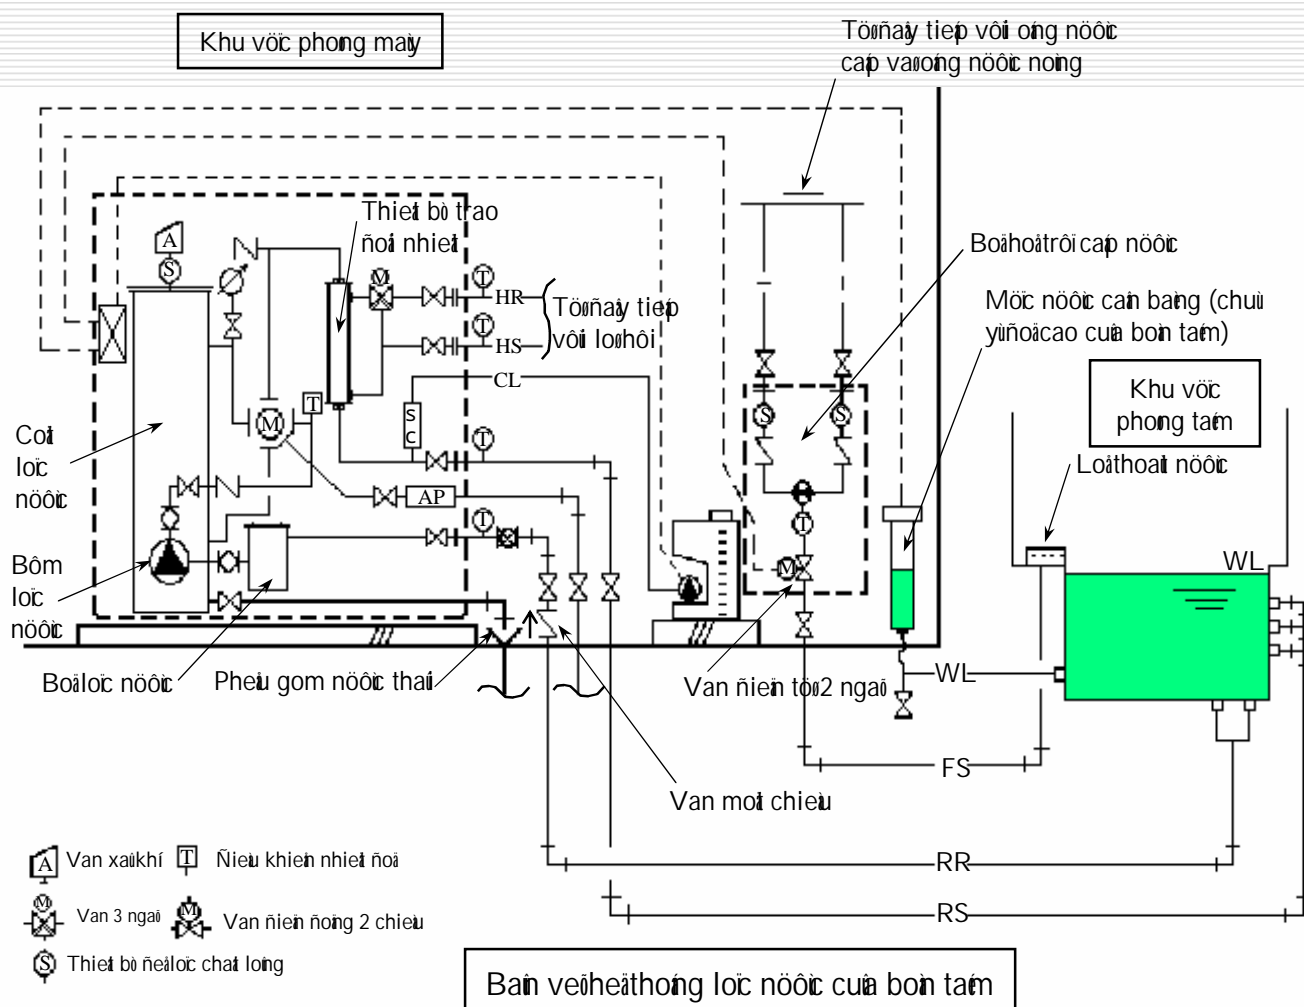 Khu vöïc phoøng maùy
Töø ñaây tieáp vôùi oáng nöôùc
caáp vaø oáng nöôùc noùng
Thieát bò trao
ñoåi nhieät
Boä hoã trôï caáp nöôùc
Möïc nöôùc caân baèng (chuù
yù ñoä cao cuûa boàn taém)
Töø ñaây tieáp
vôùi loø hôi
Khu vöïc
phoøng taém
Loã thoaùt nöôùc
Coät
loïc
nöôùc
Bôm
loïc
nöôùc
A
S
M
T
HR
T
HS
CL
T
M
SC
T
AP
T
S
S
T
M
WL
WL
Boä loïc nöôùc
Pheãu gom nöôùc thaûi
Van ñieän töø 2 ngaõ
Van moät chieàu
FS
RR
RS
A Van xaû khí
T Ñieàu khieån nhieät ñoä
M Van 3 ngaõ
M Van ñieän ñoäng 2 chieàu
S Thieát bò ñeå loïc chaát loûng
Baûn veõ heä thoáng loïc nöôùc cuûa boàn taém